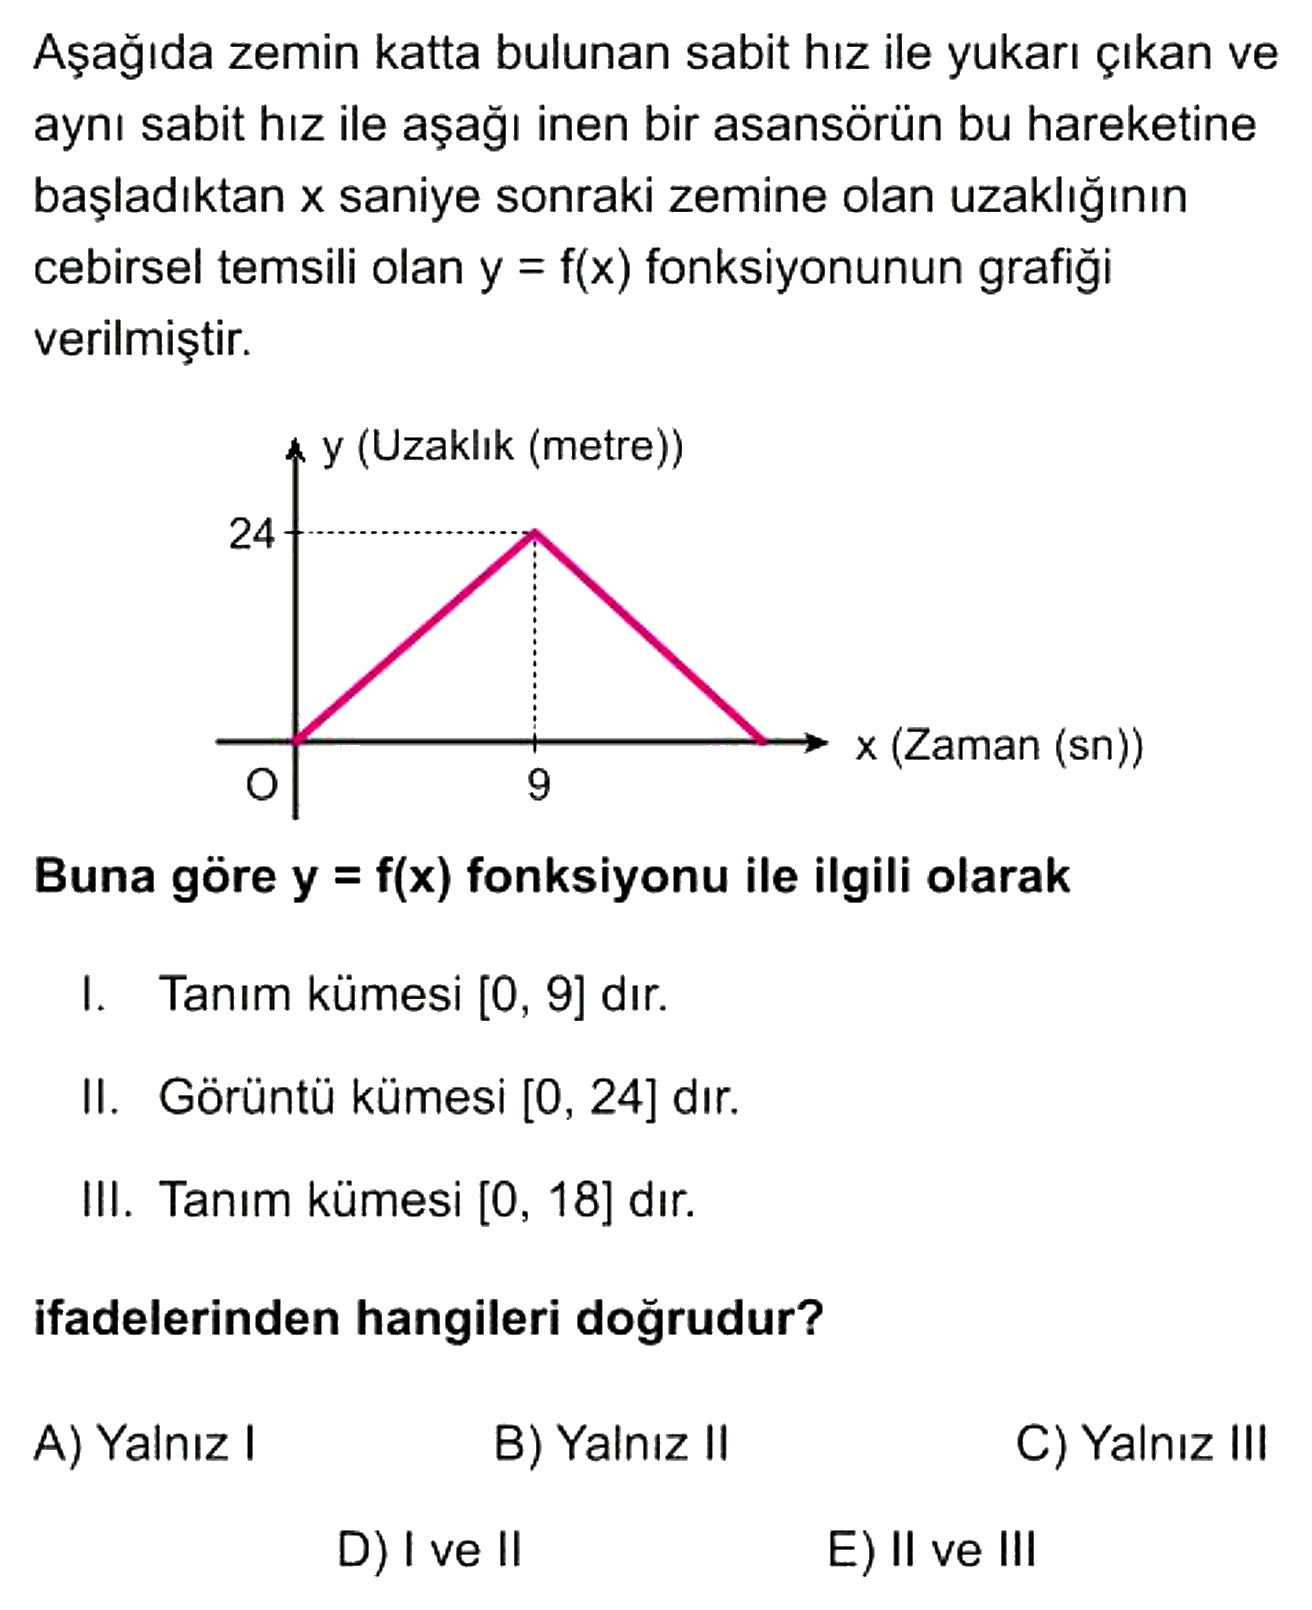 Aşağıda zemin katta bulunan sabit hız ile yukarı çıkan ve
aynı sabit hız ile aşağı inen bir asansörün bu hareketine
başladıktan x saniye sonraki zemine olan uzaklığının
cebirsel temsili olan y = f(x) fonksiyonunun grafiği
verilmiştir.
y (Uzaklık (metre))
24
x (Zaman (sn))
O
9
Buna göre y = f(x) fonksiyonu ile ilgili olarak
I. Tanım kümesi [0, 9] dır.
II. Görüntü kümesi [0, 24] dır.
III. Tanım kümesi [0, 18] dır.
ifadelerinden hangileri doğrudur?
A) Yalnız I B) Yalnız II C) Yalnız III
D) I ve II E) II ve III